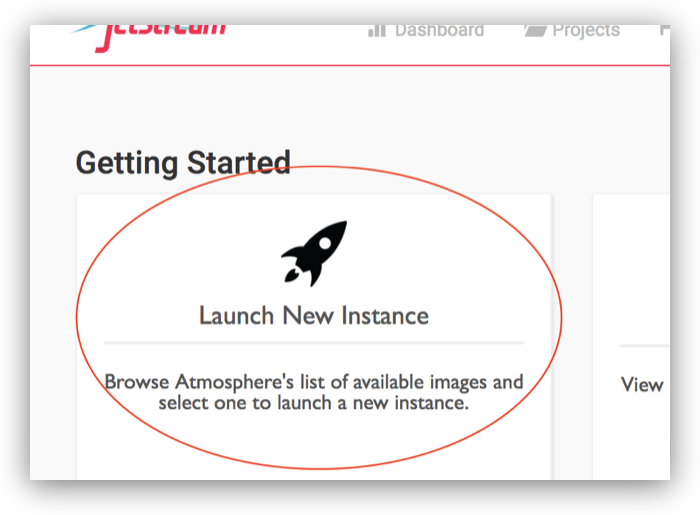 Jetstream
Dashboard
Projects
Getting Started
Launch New Instance
Browse Atmosphere's list of available images and
select one to launch a new instance.
View